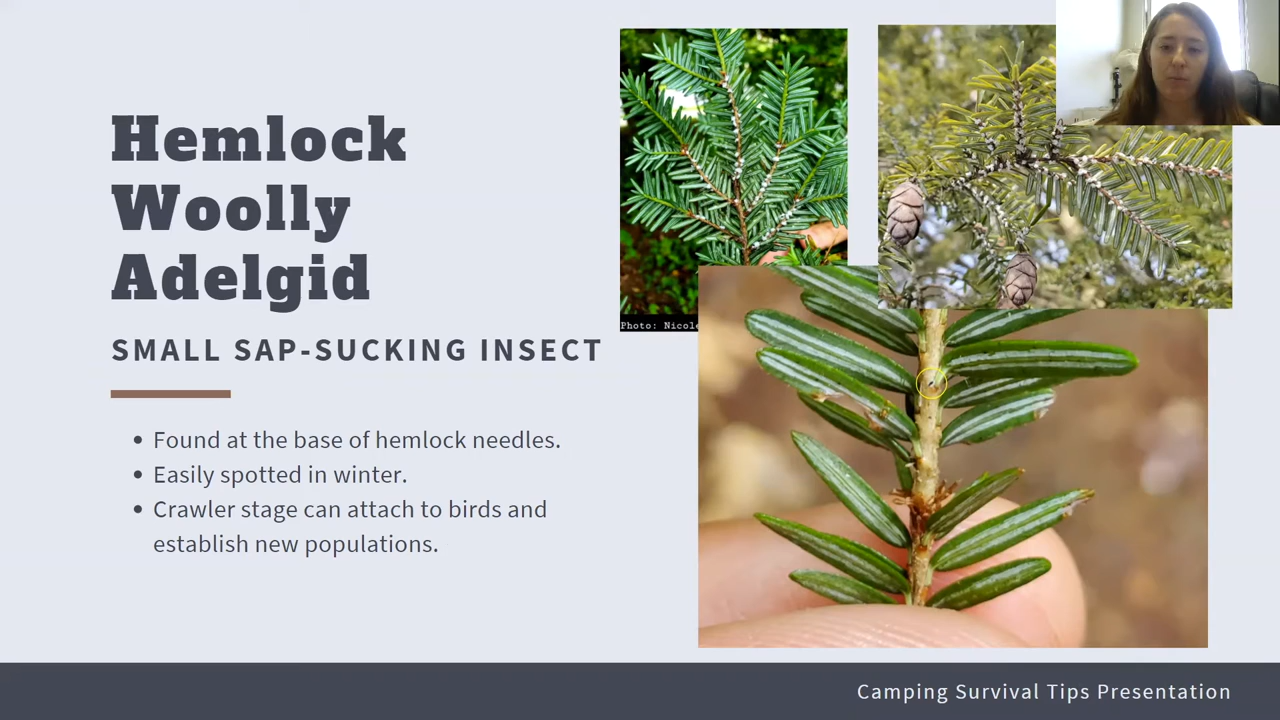 Hemlock
Woolly
Adelgid
SMALL SAP-SUCKING INSECT
Found at the base of hemlock needles.
Easily spotted in winter.
Crawler stage can attach to birds and
establish new populations.
Photo: Nicole
Camping Survival Tips Presentation